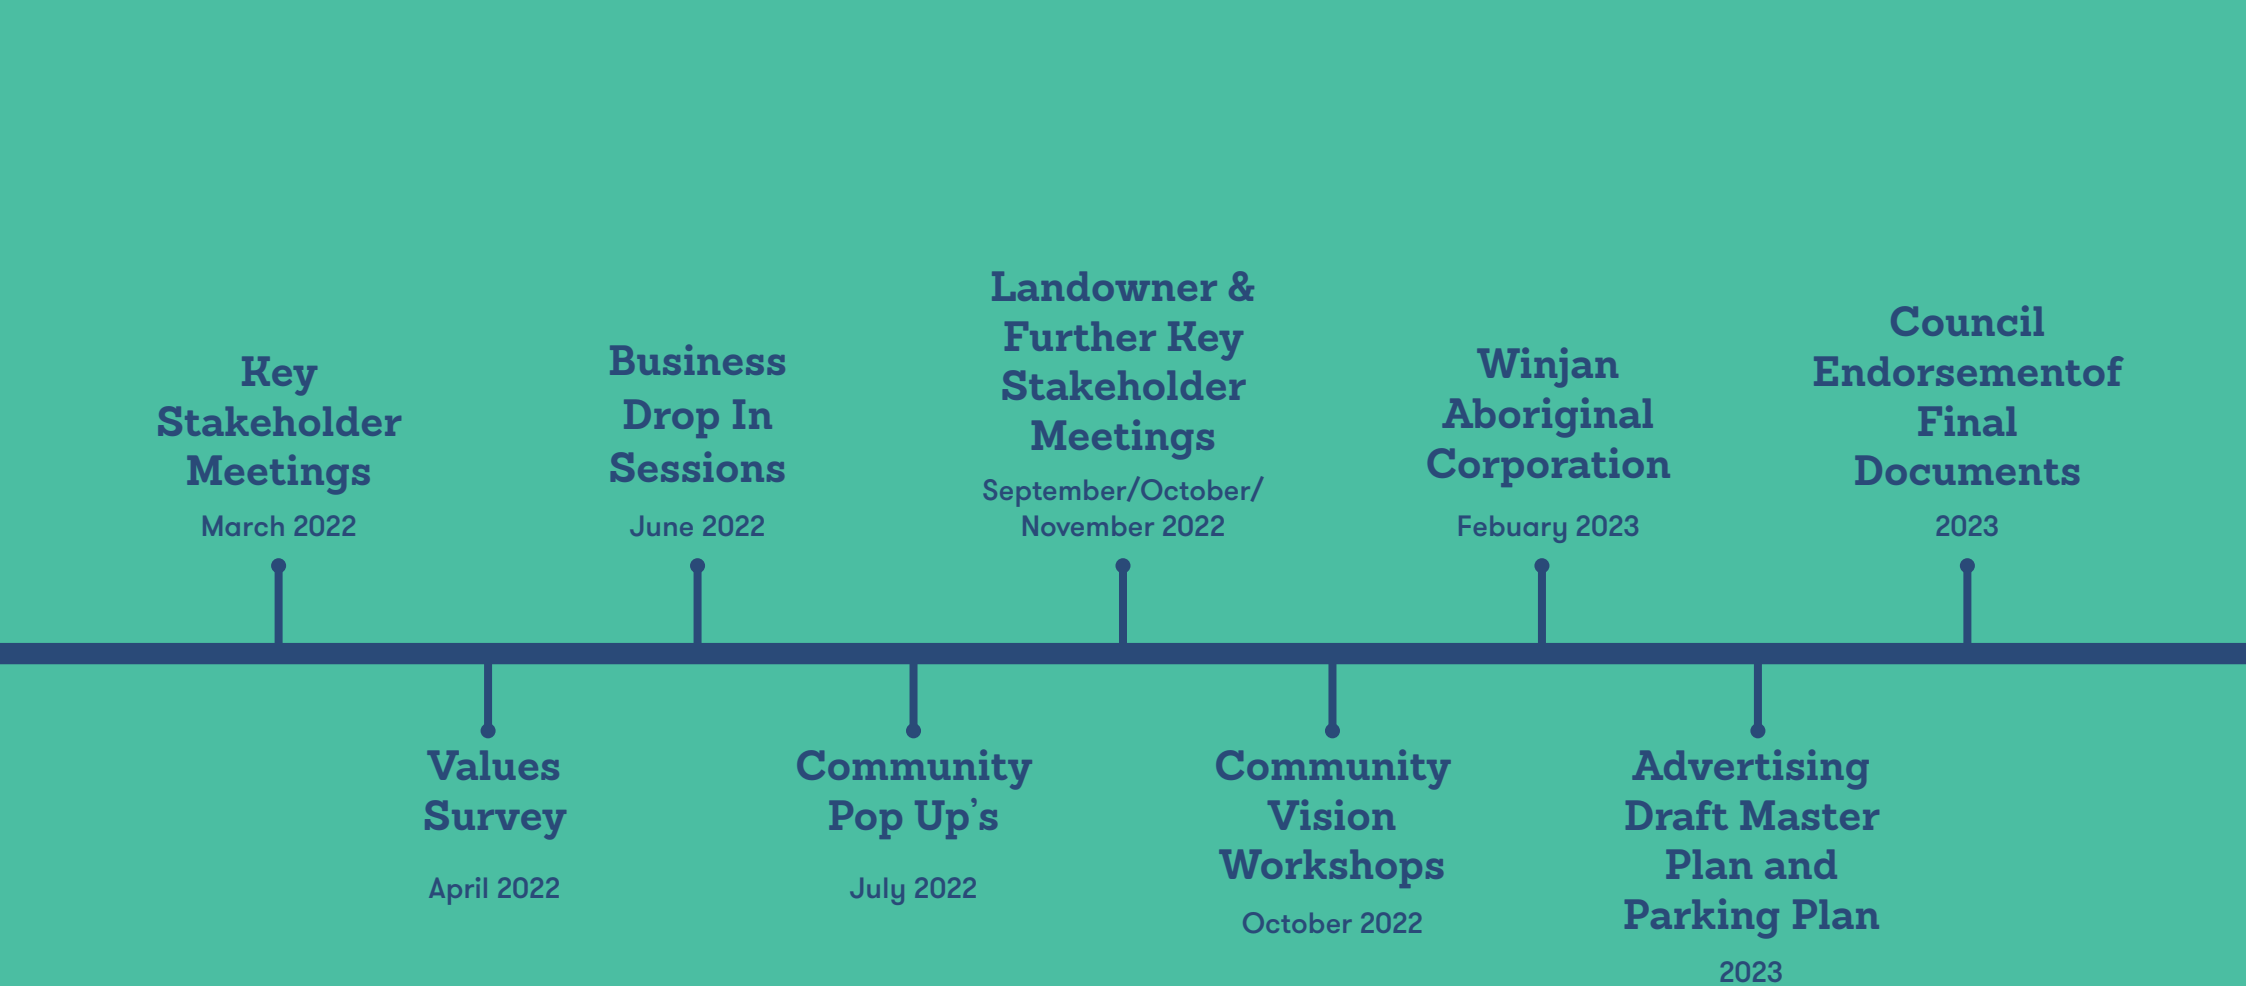 Key
Stakeholder
Meetings
March 2022
Values
Survey
April 2022
Business
Drop In
Sessions
June 2022
Community
Pop Up's
July 2022
Landowner &
Further Key
Stakeholder
Meetings
September/October/
November 2022
Community
Vision
Workshops
October 2022
Winjan
Aboriginal
Corporation
Febuary 2023
Advertising
Draft Master
Plan and
Parking Plan
2023
Council
Endorsementof
Final
Documents
2023